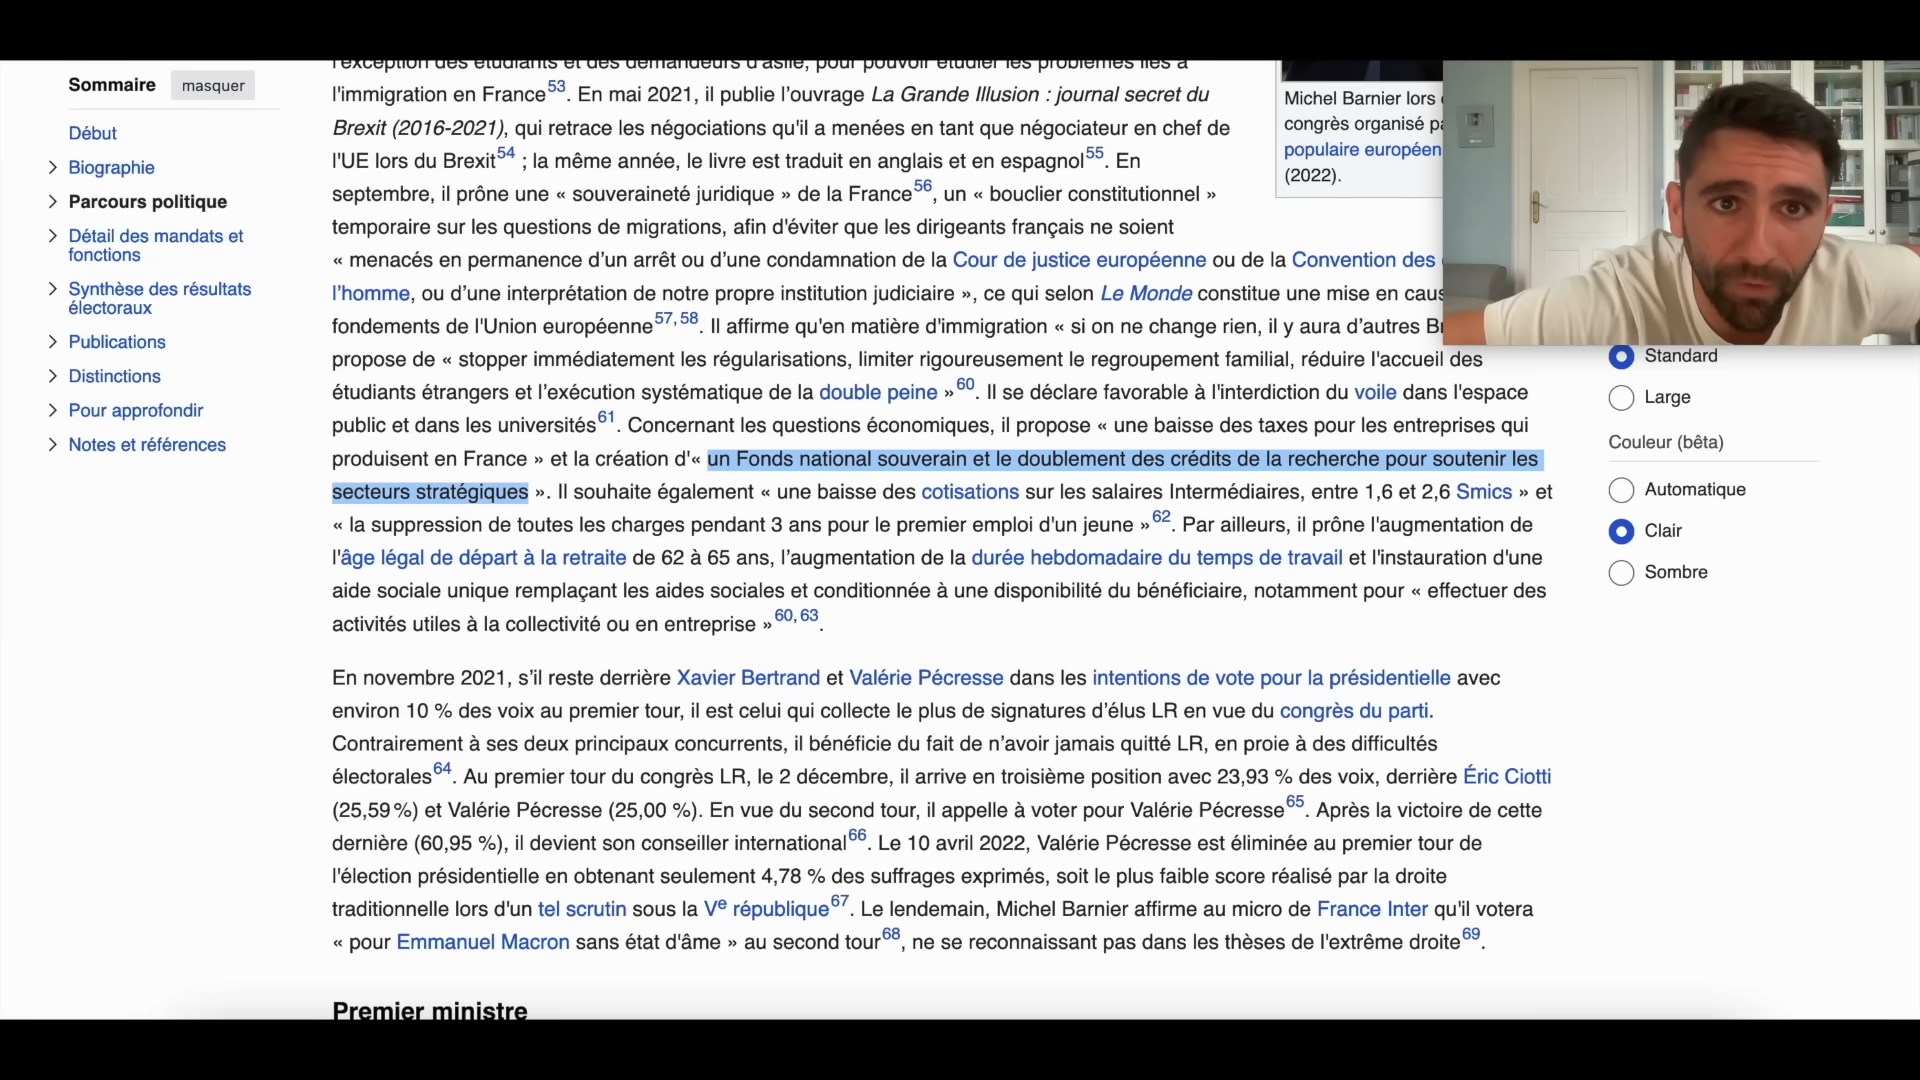 Sommaire masquer
Début
Biographie
Parcours politique
Détail des mandats et
fonctions
Synthèse des résultats
électoraux
Publications
Distinctions
Pour approfondir
Notes et références
l'exception des étudiants et des demandeurs d'asile, pour pouvoir étudier les problèmes liés à
l'immigration en France53. En mai 2021, il publie l’ouvrage La Grande Illusion : journal secret du
Brexit (2016-2021), qui retrace les négociations qu'il a menées en tant que négociateur en chef de
l'UE lors du Brexit54 ; la même année, le livre est traduit en anglais et en espagnol55. En
septembre, il prône une « souveraineté juridique » de la France56, un « bouclier constitutionnel »
temporaire sur les questions de migrations, afin d'éviter que les dirigeants français ne soient
« menacés en permanence d’un arrêt ou d’une condamnation de la Cour de justice européenne ou de la Convention des
l’homme, ou d’une interprétation de notre propre institution judiciaire », ce qui selon Le Monde constitue une mise en caus
fondements de l'Union européenne57, 58. Il affirme qu'en matière d'immigration « si on ne change rien, il y aura d’autres Br
propose de « stopper immédiatement les régularisations, limiter rigoureusement le regroupement familial, réduire l'accueil des
étudiants étrangers et l’exécution systématique de la double peine »60. Il se déclare favorable à l'interdiction du voile dans l'espace
public et dans les universités61. Concernant les questions économiques, il propose « une baisse des taxes pour les entreprises qui
produisent en France » et la création d'« un Fonds national souverain et le doublement des crédits de la recherche pour soutenir les
secteurs stratégiques ». Il souhaite également « une baisse des cotisations sur les salaires Intermédiaires, entre 1,6 et 2,6 Smics » et
« la suppression de toutes les charges pendant 3 ans pour le premier emploi d'un jeune »62. Par ailleurs, il prône l'augmentation de
l'âge légal de départ à la retraite de 62 à 65 ans, l’augmentation de la durée hebdomadaire du temps de travail et l'instauration d'une
aide sociale unique remplaçant les aides sociales et conditionnée à une disponibilité du bénéficiaire, notamment pour « effectuer des
activités utiles à la collectivité ou en entreprise »60, 63.
En novembre 2021, s’il reste derrière Xavier Bertrand et Valérie Pécresse dans les intentions de vote pour la présidentielle avec
environ 10 % des voix au premier tour, il est celui qui collecte le plus de signatures d’élus LR en vue du congrès du parti.
Contrairement à ses deux principaux concurrents, il bénéficie du fait de n’avoir jamais quitté LR, en proie à des difficultés
électorales64. Au premier tour du congrès LR, le 2 décembre, il arrive en troisième position avec 23,93 % des voix, derrière Éric Ciotti
(25,59 %) et Valérie Pécresse (25,00 %). En vue du second tour, il appelle à voter pour Valérie Pécresse65. Après la victoire de cette
dernière (60,95 %), il devient son conseiller international66. Le 10 avril 2022, Valérie Pécresse est éliminée au premier tour de
l'élection présidentielle en obtenant seulement 4,78 % des suffrages exprimés, soit le plus faible score réalisé par la droite
traditionnelle lors d'un tel scrutin sous la Ve république67. Le lendemain, Michel Barnier affirme au micro de France Inter qu'il votera
« pour Emmanuel Macron sans état d'âme » au second tour68, ne se reconnaissant pas dans les thèses de l'extrême droite69.
Premier ministre
Michel Barnier lors
congrès organisé pa
populaire européen
(2022).
Standard
Large
Couleur (bêta)
Automatique
Clair
Sombre